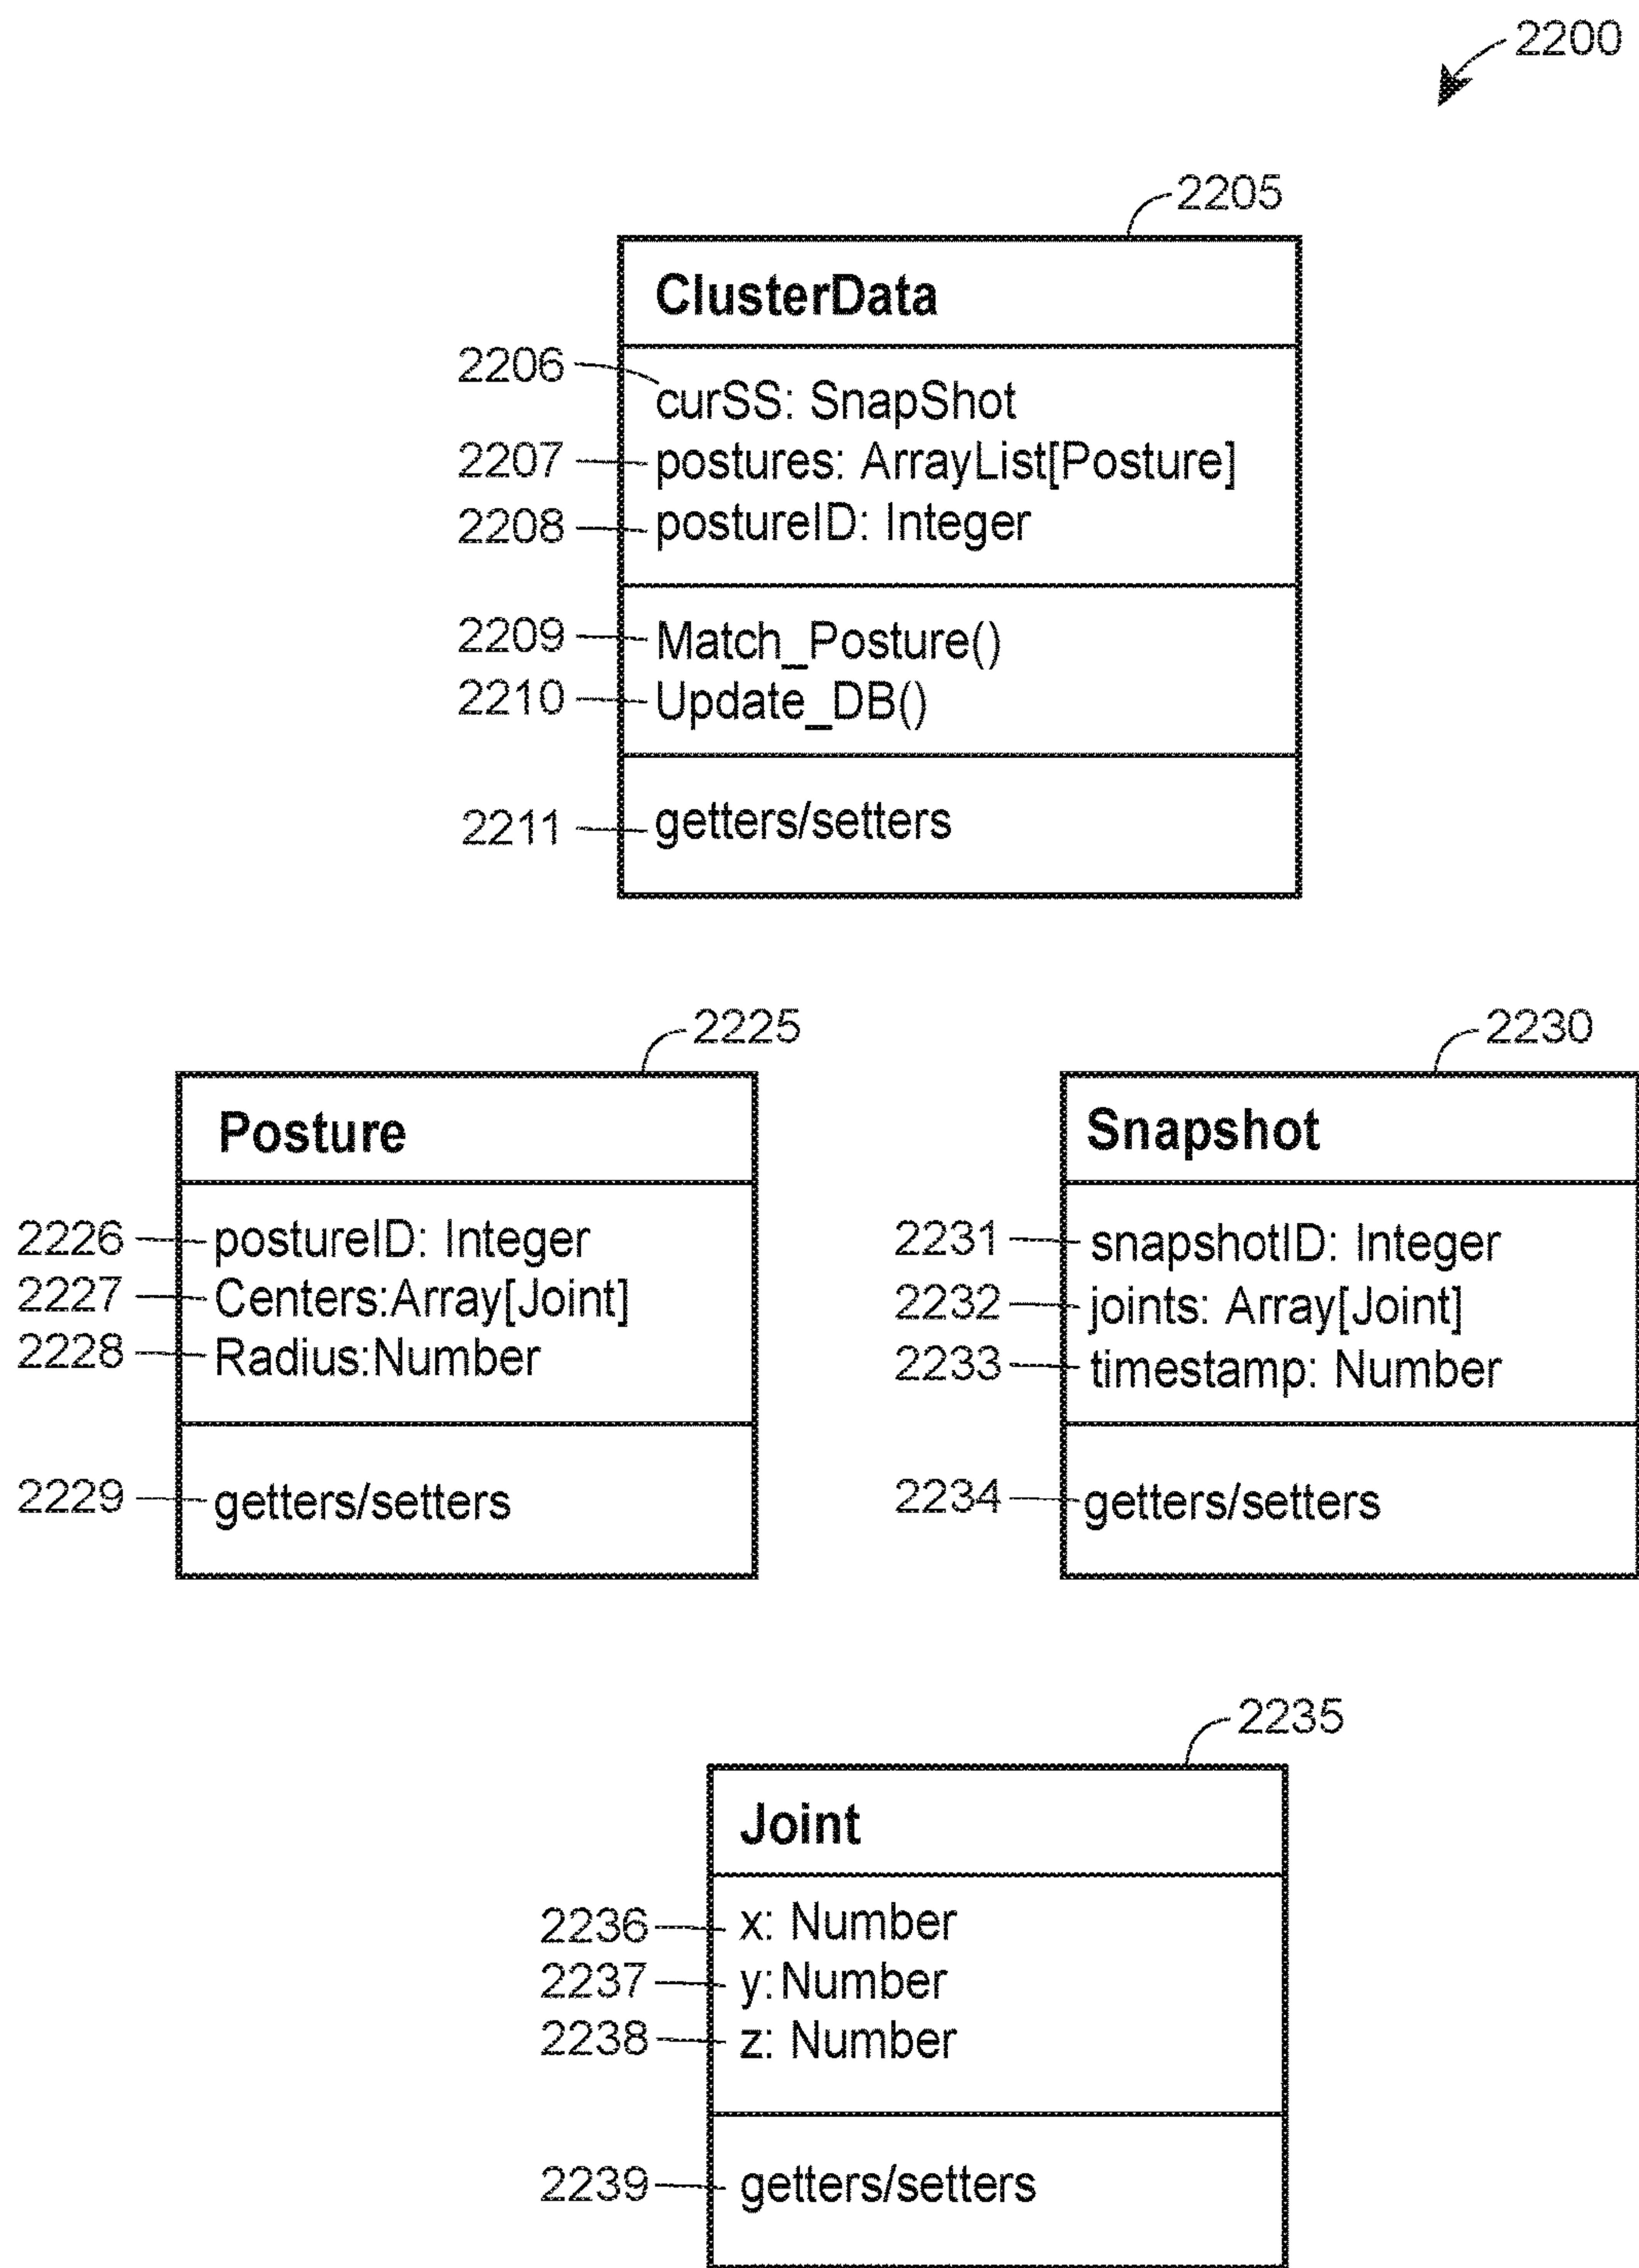 2200
2205
ClusterData
2206 curSS: SnapShot
2207 postures: ArrayList[Posture]
2208 postureID: Integer
2209 Match_Posture()
2210 Update_DB()
2211 getters/setters
2225
Posture
2226 postureID: Integer
2227 Centers:Array[Joint]
2228 Radius:Number
2229 getters/setters
2230
Snapshot
2231 snapshotID: Integer
2232 joints: Array[Joint]
2233 timestamp: Number
2234 getters/setters
2235
Joint
2236 x: Number
2237 y:Number
2238 z: Number
2239 getters/setters